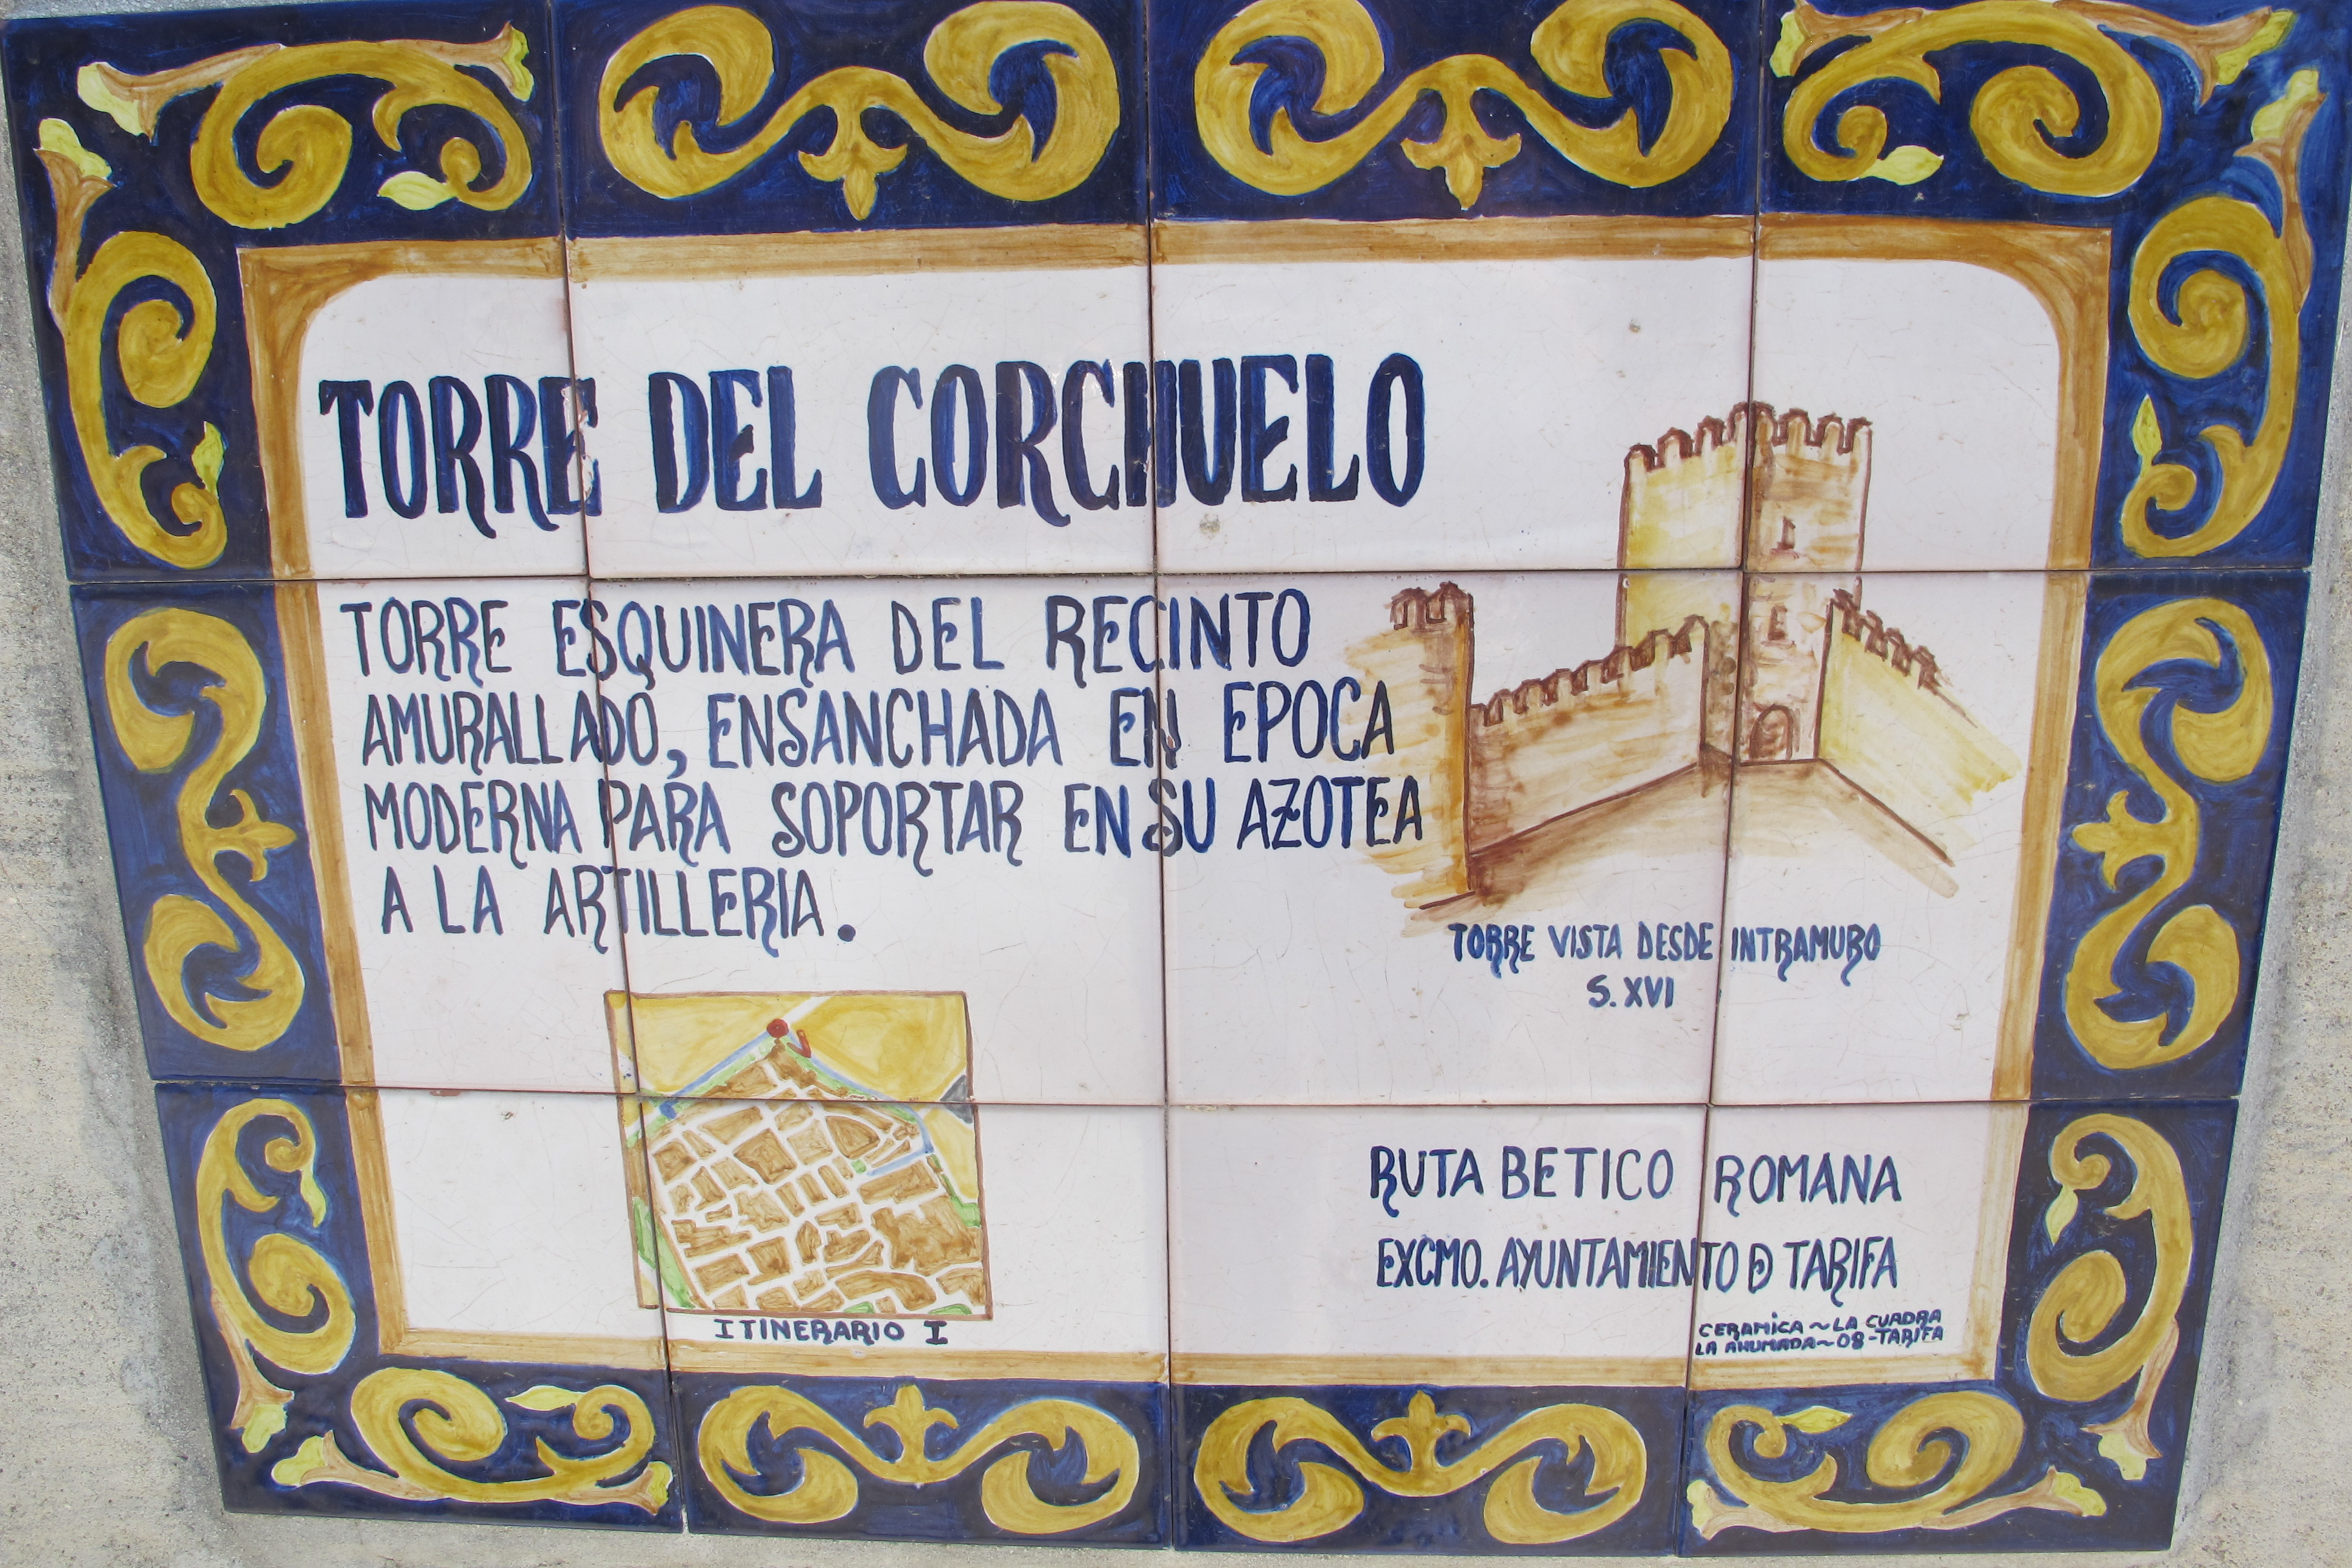 TORRE DEL CORCHUELO
TORRE ESQUINERA DEL RECINTO
AMURALLADO, ENSANCHADA EN EPOCA
MODERNA PARA SOPORTAR EN SU AZOTEA
A LA ARTILLERIA.
TORRE VISTA DESDE INTRAMURO
S. XVI
ITINERARIO I
RUTA BETICO ROMANA
EXCMO. AYUNTAMIENTO D TARIFA
CERAMiCA ~ LA CUADRA
LA AHUMADA ~ 08 - TARIFA